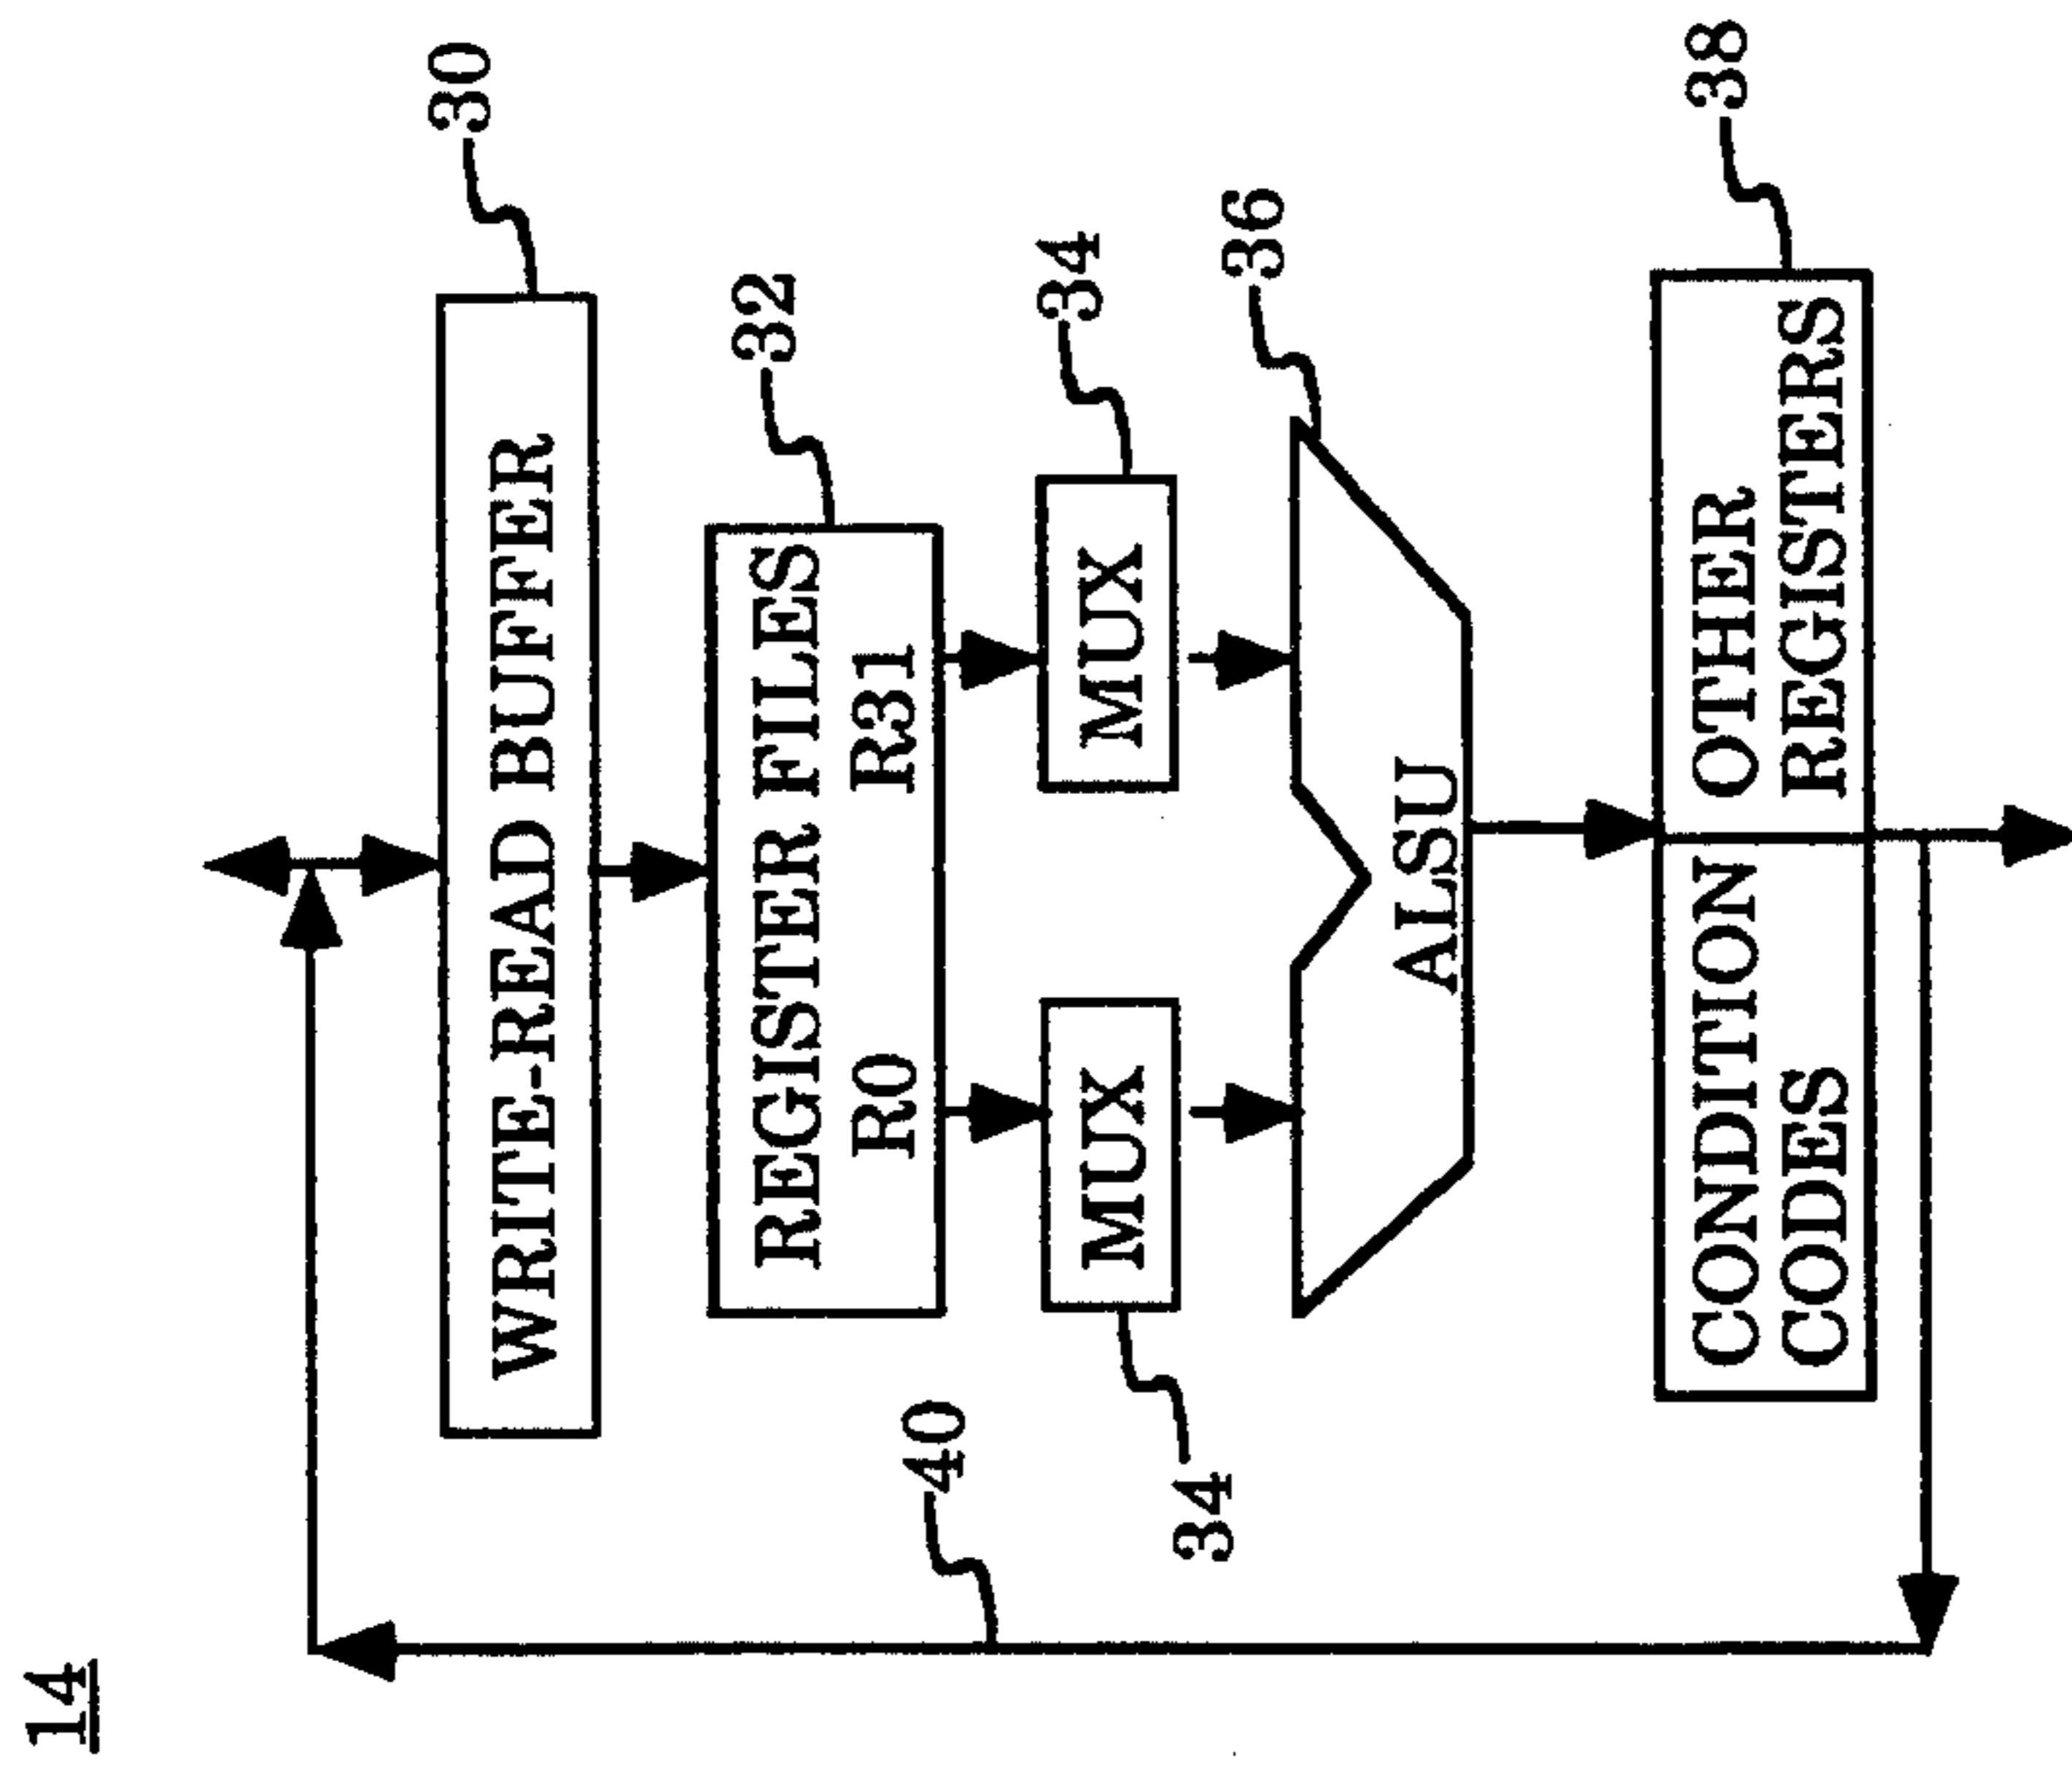 14
30
WRITE-READ BUFFER
32
REGISTER FILES
R0 R31
40
34
MUX
MUX
34
36
ALSU
38
CONDITION
CODES
OTHER
REGISTERS